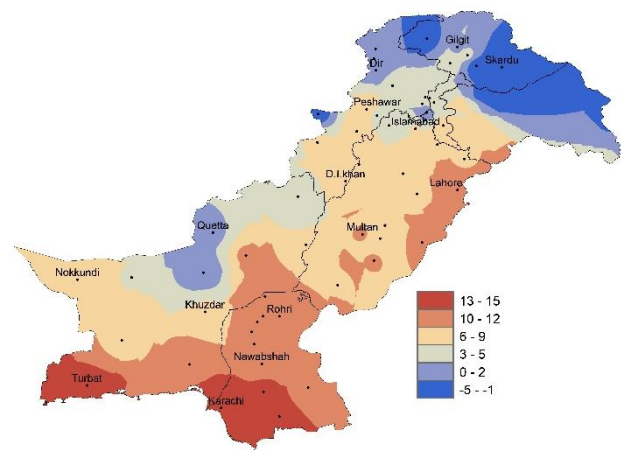 Gilgit
Skardu
Dir
Peshawar
Islamabad
D.I.khan
Lahore
Quetta
Multan
Nokkundi
Khuzdar
Rohri
Nawabshah
Turbat
Karachi
13 - 15
10 - 12
6 - 9
3 - 5
0 - 2
-5 - -1